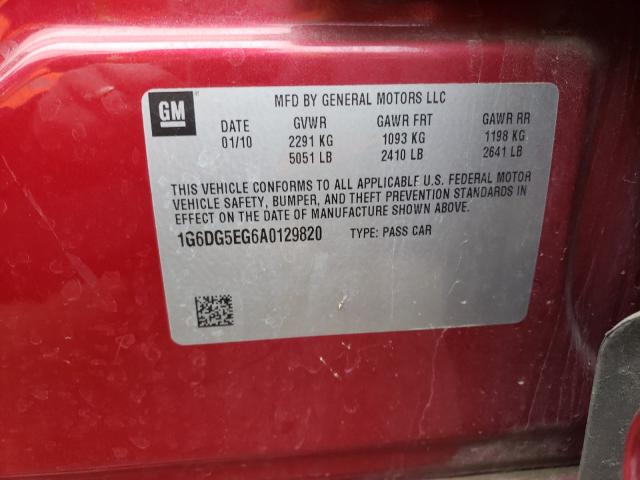 GM
MFD BY GENERAL MOTORS LLC
DATE GVWR GAWR FRT GAWR RR
01/10 2291 KG 1093 KG 1198 KG
5051 LB 2410 LB 2641 LB
THIS VEHICLE CONFORMS TO ALL APPLICABLE U.S. FEDERAL MOTOR
VEHICLE SAFETY, BUMPER, AND THEFT PREVENTION STANDARDS IN
EFFECT ON THE DATE OF MANUFACTURE SHOWN ABOVE.
1G6DG5EG6A0129820 TYPE: PASS CAR